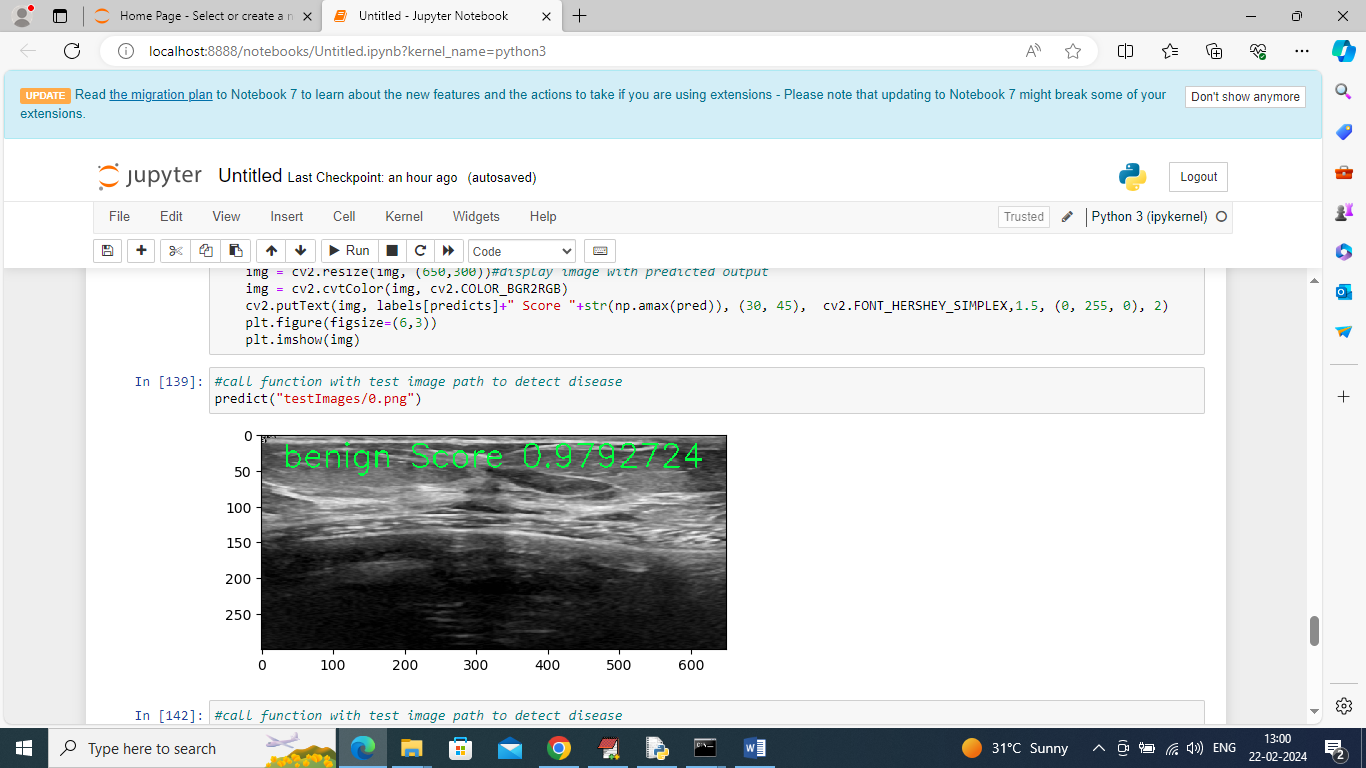 Home Page - Select or create a n
Untitled - Jupyter Notebook
localhost:8888/notebooks/Untitled.ipynb?kernel_name=python3
UPDATE Read the migration plan to Notebook 7 to learn about the new features and the actions to take if you are using extensions - Please note that updating to Notebook 7 might break some of your
extensions.
Don't show anymore
jupyter Untitled Last Checkpoint: an hour ago (autosaved)
Logout
File Edit View Insert Cell Kernel Widgets Help
Trusted
Python 3 (ipykernel)
Run
Code
img = cv2.resize(img, (650,300))#display image with predicted output
img = cv2.cvtColor(img, cv2.COLOR_BGR2RGB)
cv2.putText(img, labels[predicts]+" Score "+str(np.amax(pred)), (30, 45),  cv2.FONT_HERSHEY_SIMPLEX,1.5, (0, 255, 0), 2)
plt.figure(figsize=(6,3))
plt.imshow(img)
In [139]: #call function with test image path to detect disease
predict("testImages/0.png")
benign Score 0.9792724
0
50
100
150
200
250
0 100 200 300 400 500 600
In [142]: #call function with test image path to detect disease
Type here to search
31°C Sunny
ENG
13:00
22-02-2024
2